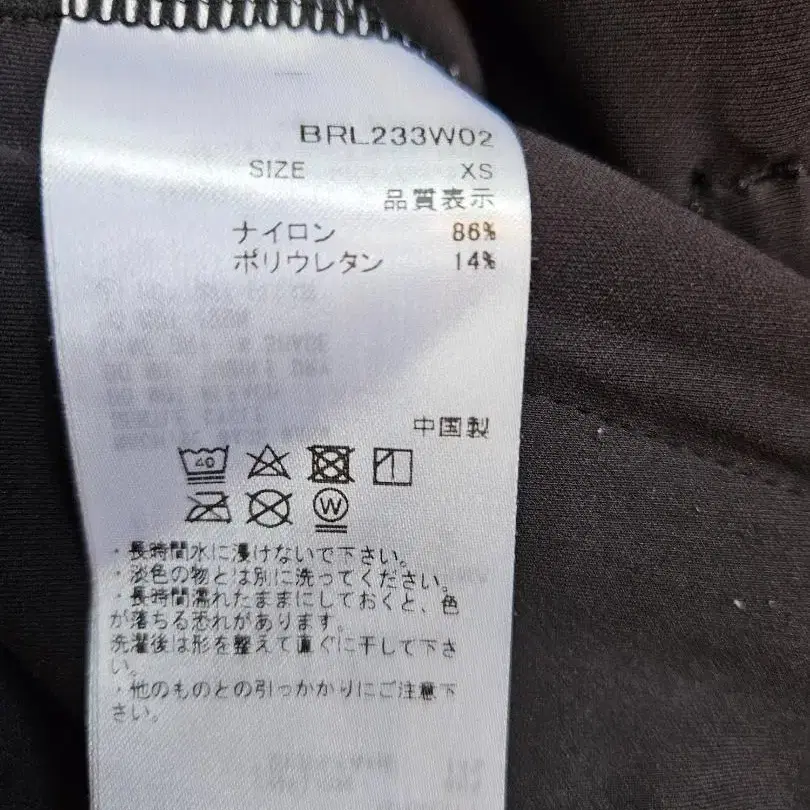 BRL233W02
SIZE XS
品質表示
ナイロン 86%
ポリウレタン 14%
中国製
40
W
・長時間水に浸けないで下さい。
・淡色の物とは別に洗ってください。
・長時間濡れたままにしておくと、色
が落ちる恐れがあります。
洗濯後は形を整えて直ぐに干して下さ
い。
・他のものとの引っかかりにご注意下
さい。